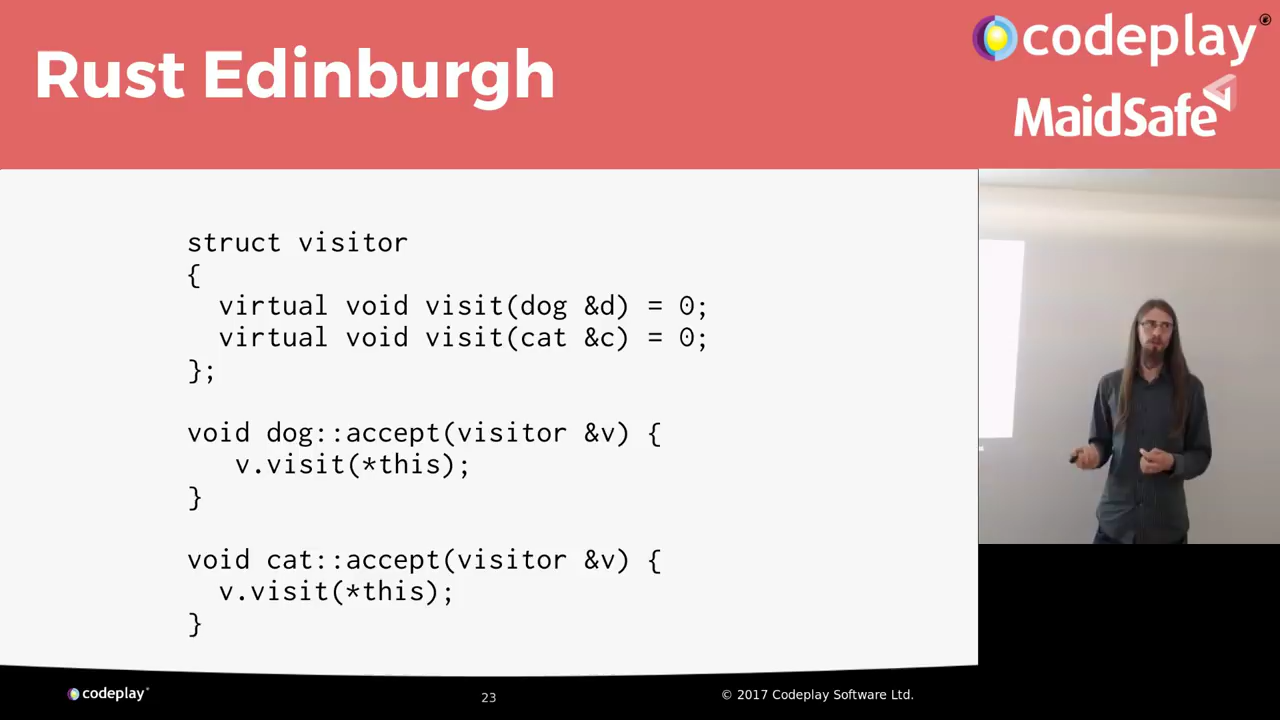 Rust Edinburgh
codeplay®
MaidSafe
struct visitor
{
  virtual void visit(dog &d) = 0;
  virtual void visit(cat &c) = 0;
};
void dog::accept(visitor &v) {
   v.visit(*this);
}
void cat::accept(visitor &v) {
  v.visit(*this);
}
codeplay®
23
© 2017 Codeplay Software Ltd.